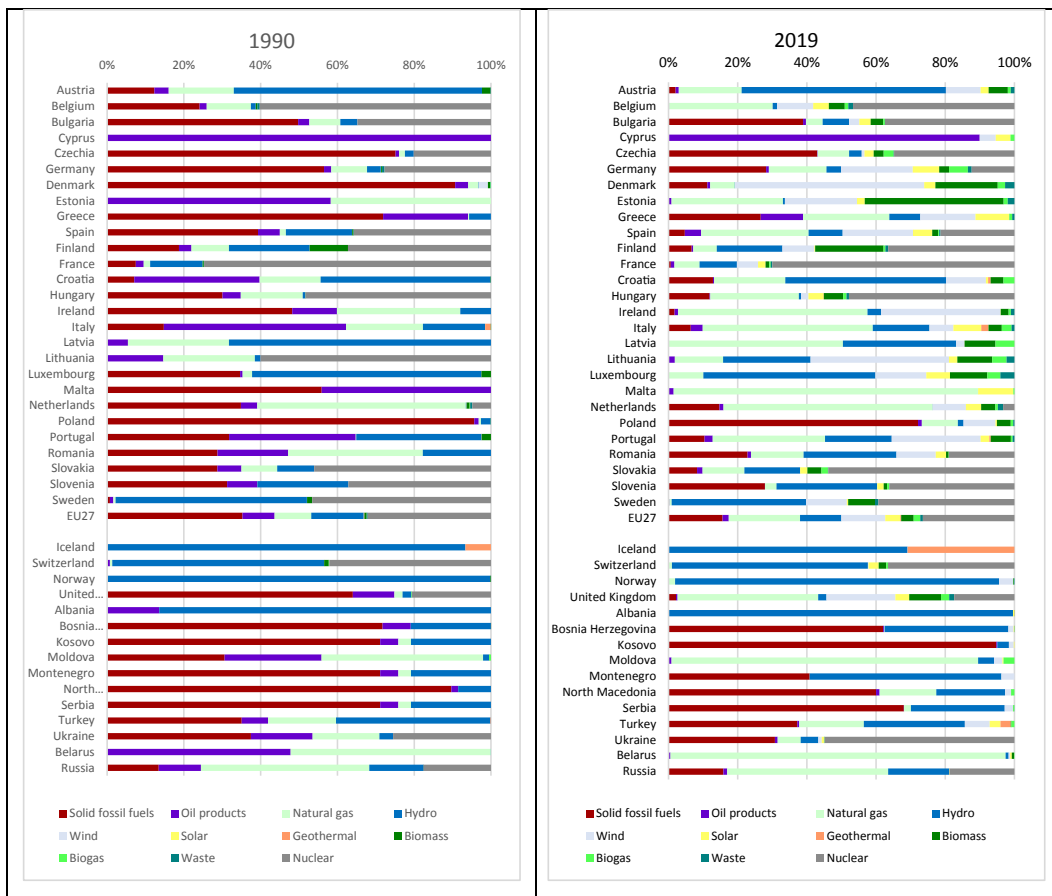 1990
0% 20% 40% 60% 80% 100%
Austria
Belgium
Bulgaria
Cyprus
Czechia
Germany
Denmark
Estonia
Greece
Spain
Finland
France
Croatia
Hungary
Ireland
Italy
Latvia
Lithuania
Luxembourg
Malta
Netherlands
Poland
Portugal
Romania
Slovakia
Slovenia
Sweden
EU27
Iceland
Switzerland
Norway
United...
Albania
Bosnia...
Kosovo
Moldova
Montenegro
North...
Serbia
Turkey
Ukraine
Belarus
Russia
Solid fossil fuels Oil products Natural gas Hydro
Wind Solar Geothermal Biomass
Biogas Waste Nuclear
2019
0% 20% 40% 60% 80% 100%
Austria
Belgium
Bulgaria
Cyprus
Czechia
Germany
Denmark
Estonia
Greece
Spain
Finland
France
Croatia
Hungary
Ireland
Italy
Latvia
Lithuania
Luxembourg
Malta
Netherlands
Poland
Portugal
Romania
Slovakia
Slovenia
Sweden
EU27
Iceland
Switzerland
Norway
United Kingdom
Albania
Bosnia Herzegovina
Kosovo
Moldova
Montenegro
North Macedonia
Serbia
Turkey
Ukraine
Belarus
Russia
Solid fossil fuels Oil products Natural gas Hydro
Wind Solar Geothermal Biomass
Biogas Waste Nuclear